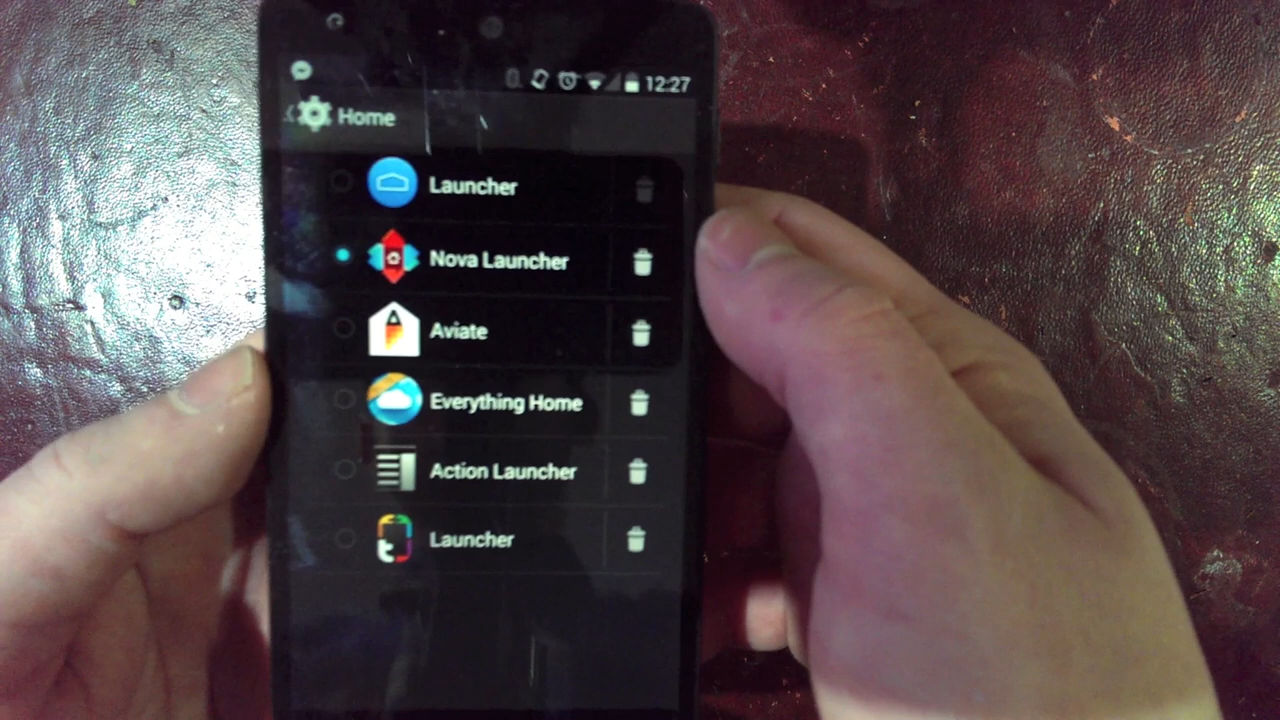 12:27
Home
Launcher
Nova Launcher
Aviate
Everything Home
Action Launcher
Launcher